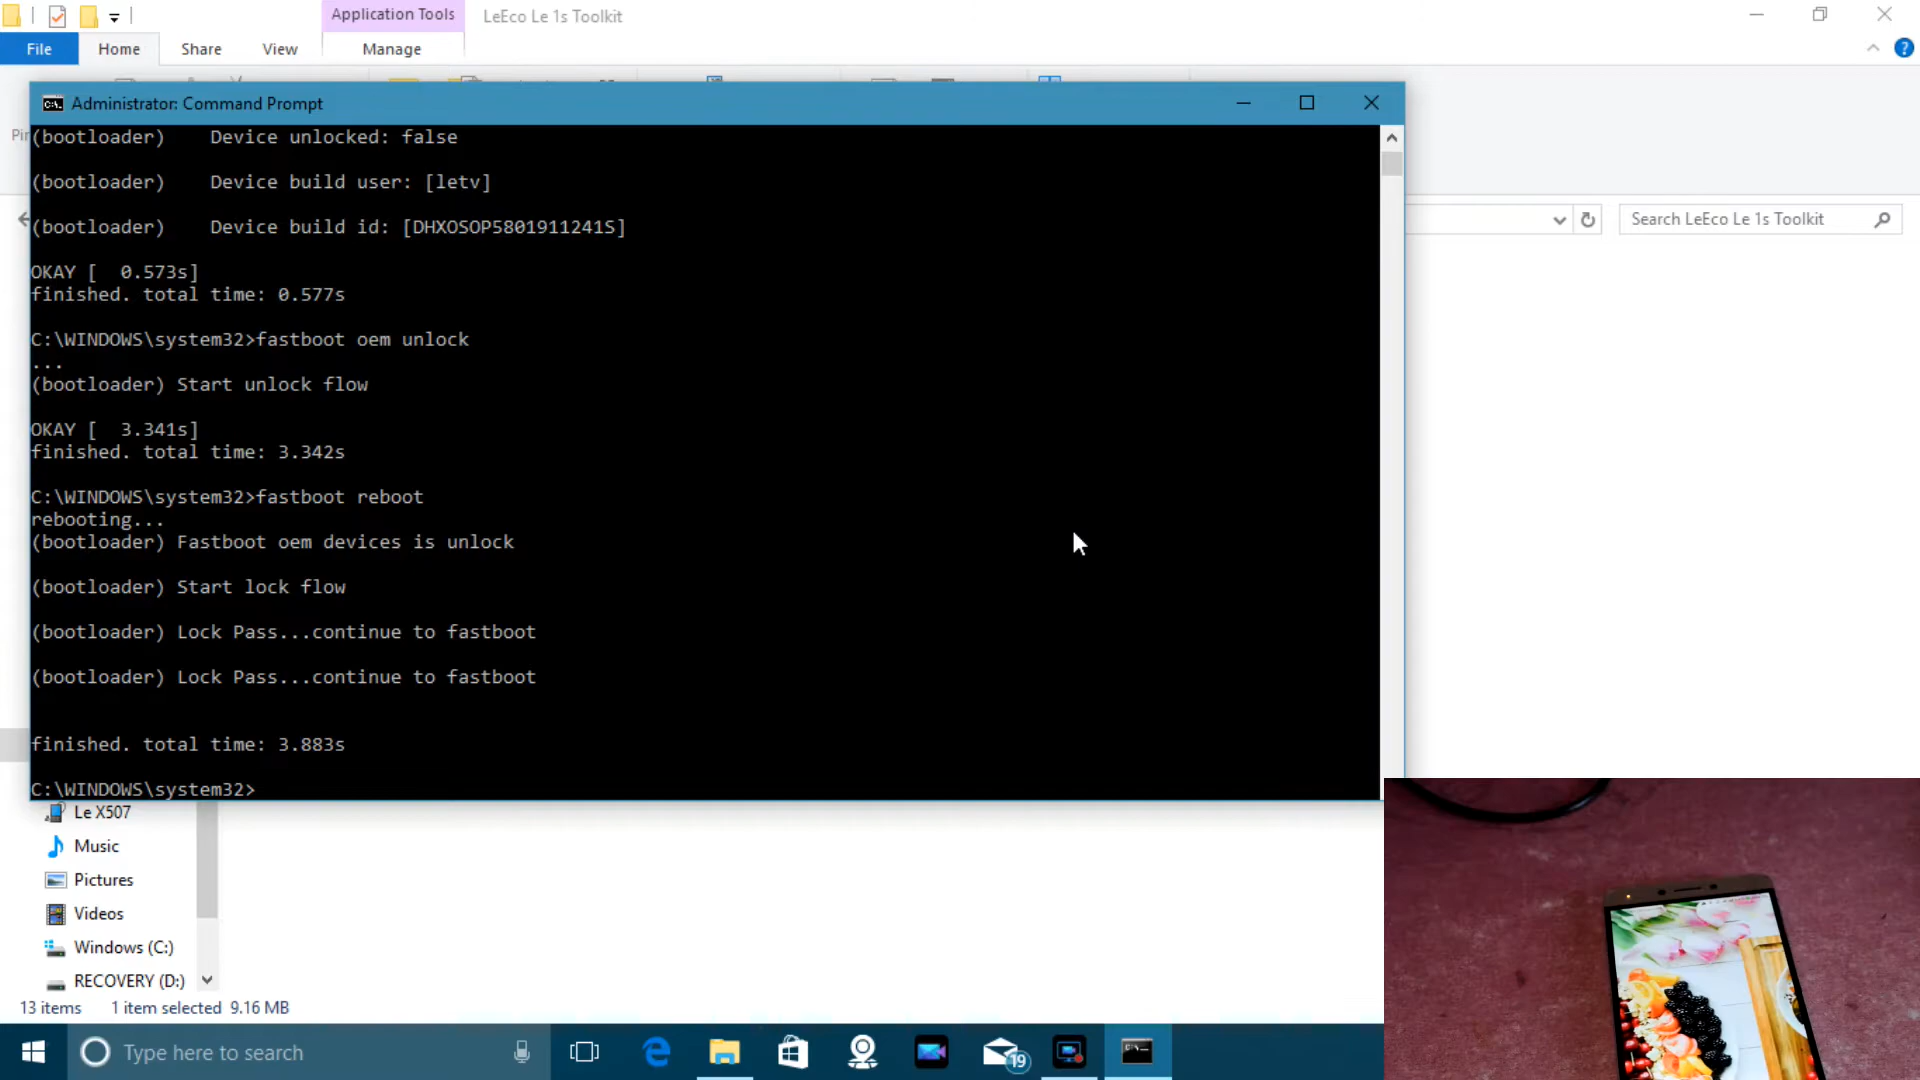 Application Tools
LeEco Le 1s Toolkit
File
Home
Share
View
Manage
Administrator: Command Prompt
(bootloader)    Device unlocked: false
(bootloader)    Device build user: [letv]
(bootloader)    Device build id: [DHXOSOP5801911241S]
OKAY [  0.573s]
finished. total time: 0.577s
C:\WINDOWS\system32>fastboot oem unlock
...
(bootloader) Start unlock flow
OKAY [  3.341s]
finished. total time: 3.342s
C:\WINDOWS\system32>fastboot reboot
rebooting...
(bootloader) Fastboot oem devices is unlock
(bootloader) Start lock flow
(bootloader) Lock Pass...continue to fastboot
(bootloader) Lock Pass...continue to fastboot
finished. total time: 3.883s
C:\WINDOWS\system32>
Search LeEco Le 1s Toolkit
Le X507
Music
Pictures
Videos
Windows (C:)
RECOVERY (D:)
13 items
1 item selected 9.16 MB
Type here to search
19